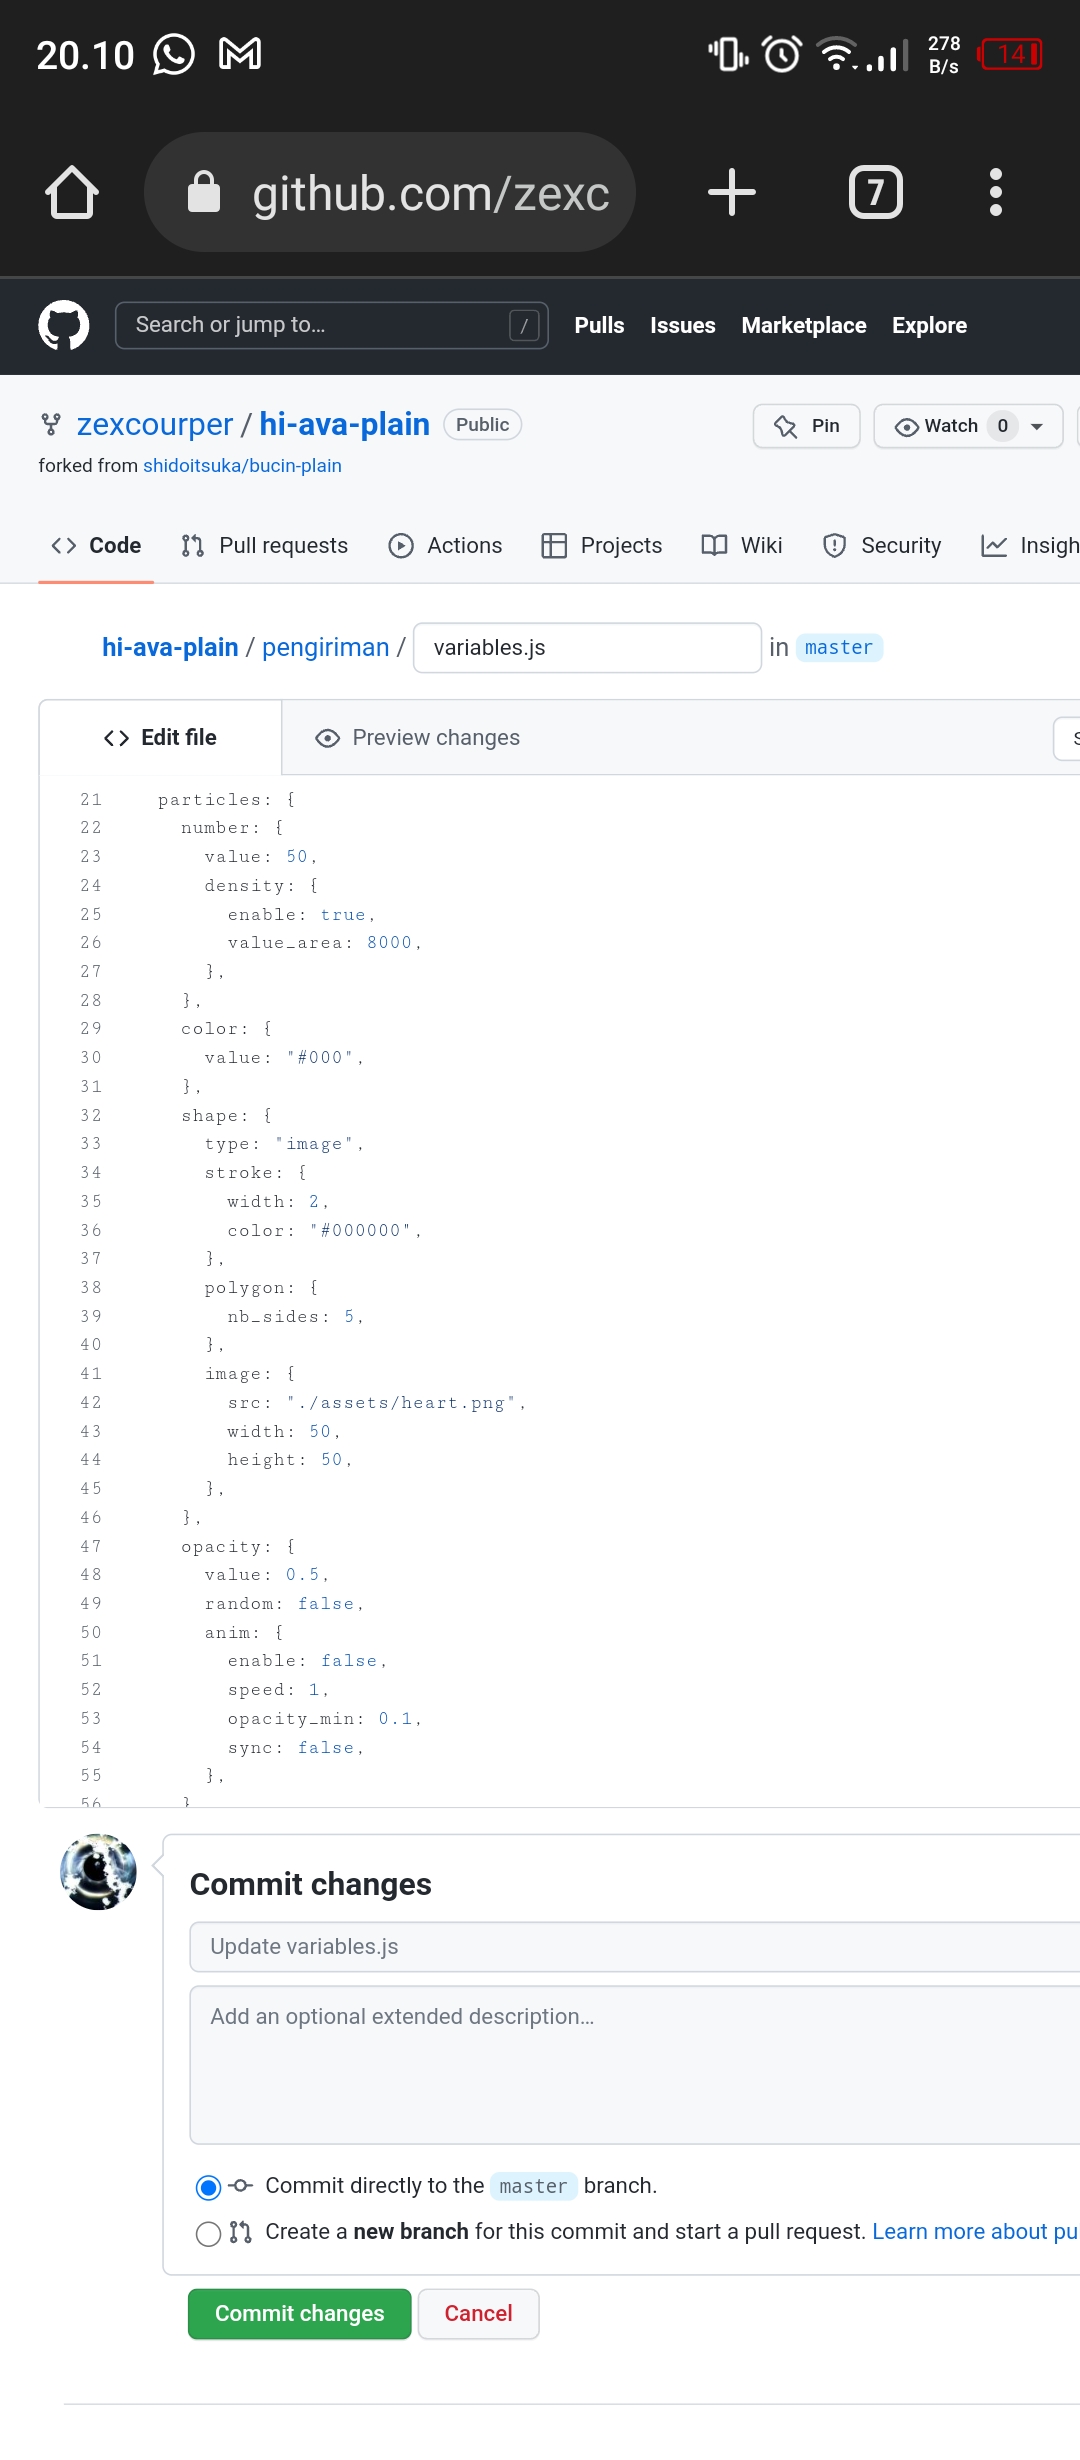 20.10
278 B/s
14
github.com/zexc
7
Search or jump to...
/
Pulls Issues Marketplace Explore
zexcourper / hi-ava-plain Public
Pin
Watch 0
forked from shidoitsuka/bucin-plain
Code Pull requests Actions Projects Wiki Security Insigh
hi-ava-plain / pengiriman / variables.js in master
Edit file Preview changes S
21 particles: {
22 number: {
23 value: 50,
24 density: {
25 enable: true,
26 value_area: 8000,
27 },
28 },
29 color: {
30 value: "#000",
31 },
32 shape: {
33 type: "image",
34 stroke: {
35 width: 2,
36 color: "#000000",
37 },
38 polygon: {
39 nb_sides: 5,
40 },
41 image: {
42 src: "./assets/heart.png",
43 width: 50,
44 height: 50,
45 },
46 },
47 opacity: {
48 value: 0.5,
49 random: false,
50 anim: {
51 enable: false,
52 speed: 1,
53 opacity_min: 0.1,
54 sync: false,
55 },
56 }
Commit changes
Update variables.js
Add an optional extended description...
Commit directly to the master branch.
Create a new branch for this commit and start a pull request. Learn more about pu
Commit changes Cancel